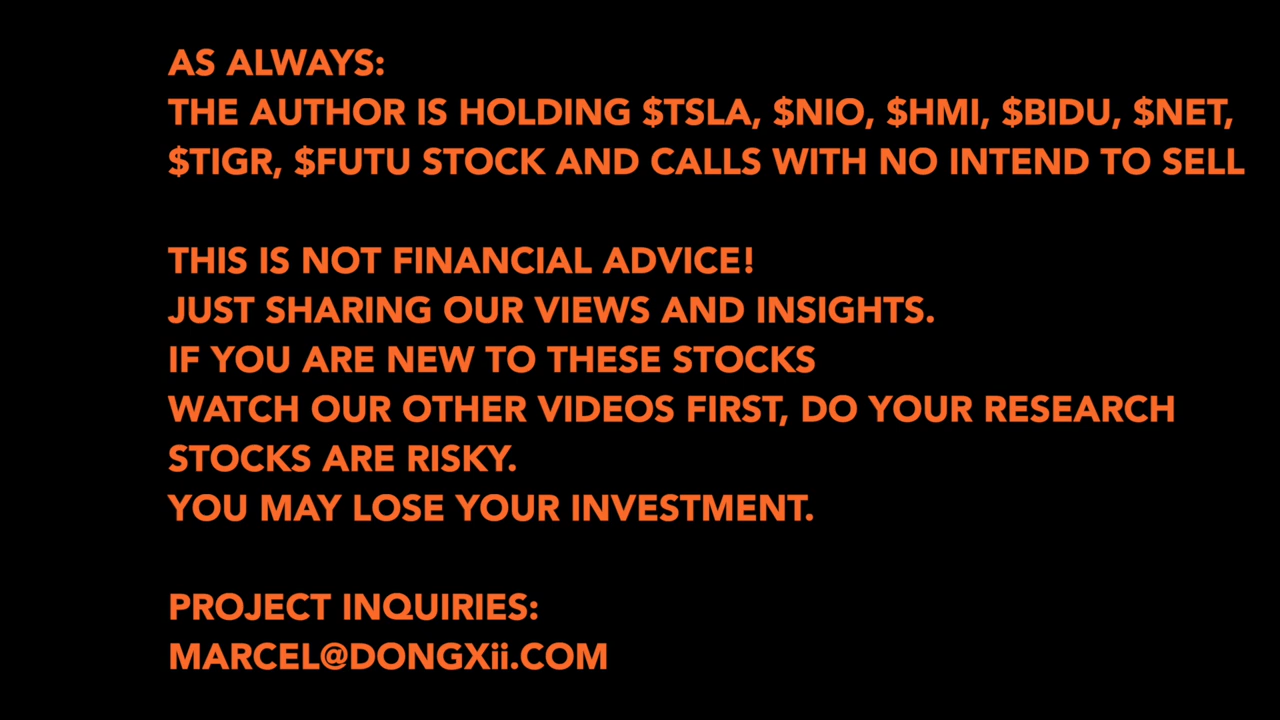 AS ALWAYS:
THE AUTHOR IS HOLDING $TSLA, $NIO, $HMI, $BIDU, $NET,
$TIGR, $FUTU STOCK AND CALLS WITH NO INTEND TO SELL
THIS IS NOT FINANCIAL ADVICE!
JUST SHARING OUR VIEWS AND INSIGHTS.
IF YOU ARE NEW TO THESE STOCKS
WATCH OUR OTHER VIDEOS FIRST, DO YOUR RESEARCH
STOCKS ARE RISKY.
YOU MAY LOSE YOUR INVESTMENT.
PROJECT INQUIRIES:
MARCEL@DONGXii.COM